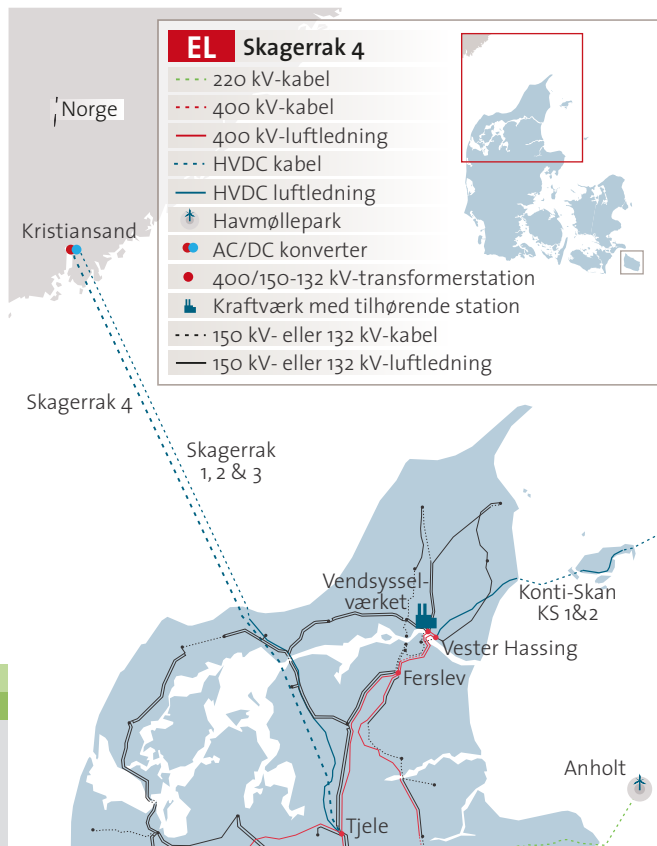 EL Skagerrak 4
220 kV-kabel
400 kV-kabel
400 kV-luftledning
HVDC kabel
HVDC luftledning
Havmøllepark
AC/DC konverter
400/150-132 kV-transformerstation
Kraftværk med tilhørende station
150 kV- eller 132 kV-kabel
150 kV- eller 132 kV-luftledning
Norge
Kristiansand
Skagerrak 4
Skagerrak
1, 2 & 3
Vendsyssel-
værket
Konti-Skan
KS 1&2
Vester Hassing
Ferslev
Anholt
Tjele